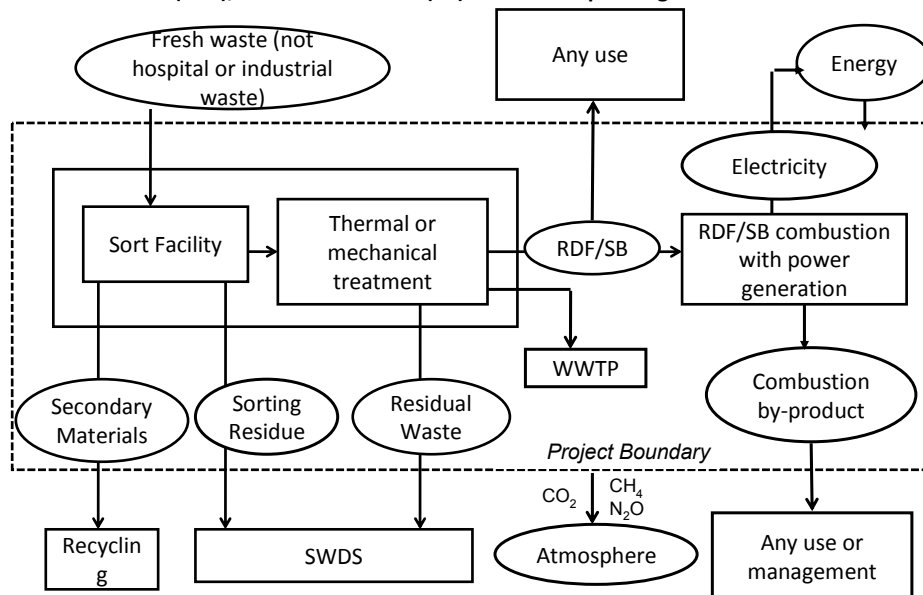 Fresh waste (not
hospital or industrial
waste)
Any use
Energy
Electricity
Sort Facility
Thermal or
mechanical
treatment
RDF/SB
RDF/SB combustion
with power
generation
WWTP
Secondary
Materials
Sorting
Residue
Residual
Waste
Combustion
by-product
Project Boundary
CO2
CH4
N2O
Recyclin
g
SWDS
Atmosphere
Any use or
management